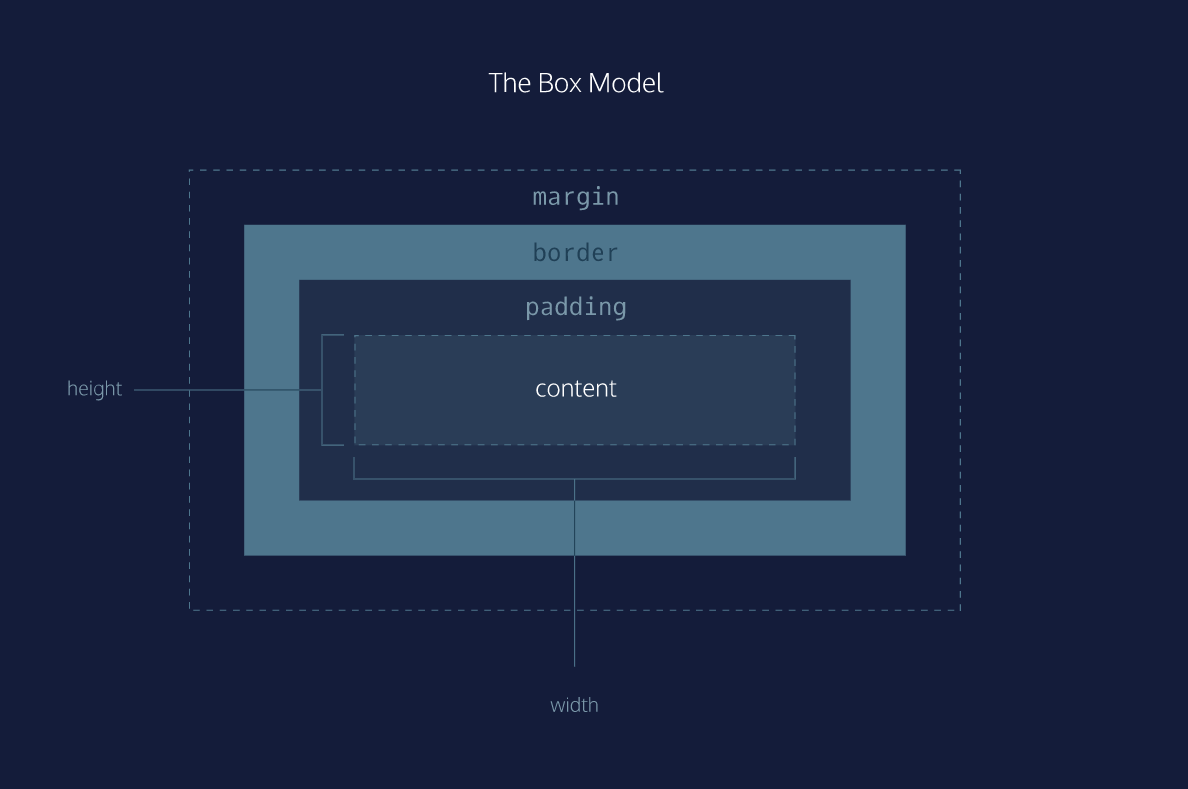 The Box Model
margin
border
padding
height
content
width